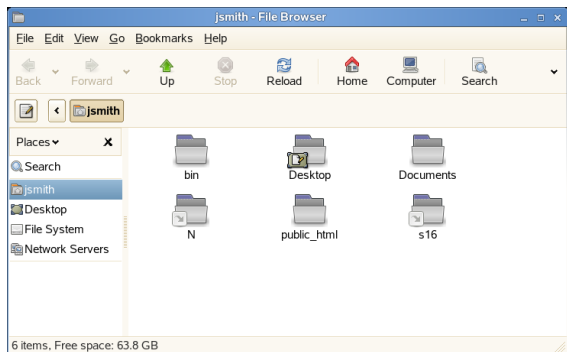 jsmith - File Browser
File Edit View Go Bookmarks Help
Back Forward Up Stop Reload Home Computer Search
jsmith
Places
Search
jsmith
Desktop
File System
Network Servers
bin Desktop Documents
N public_html s16
6 items, Free space: 63.8 GB